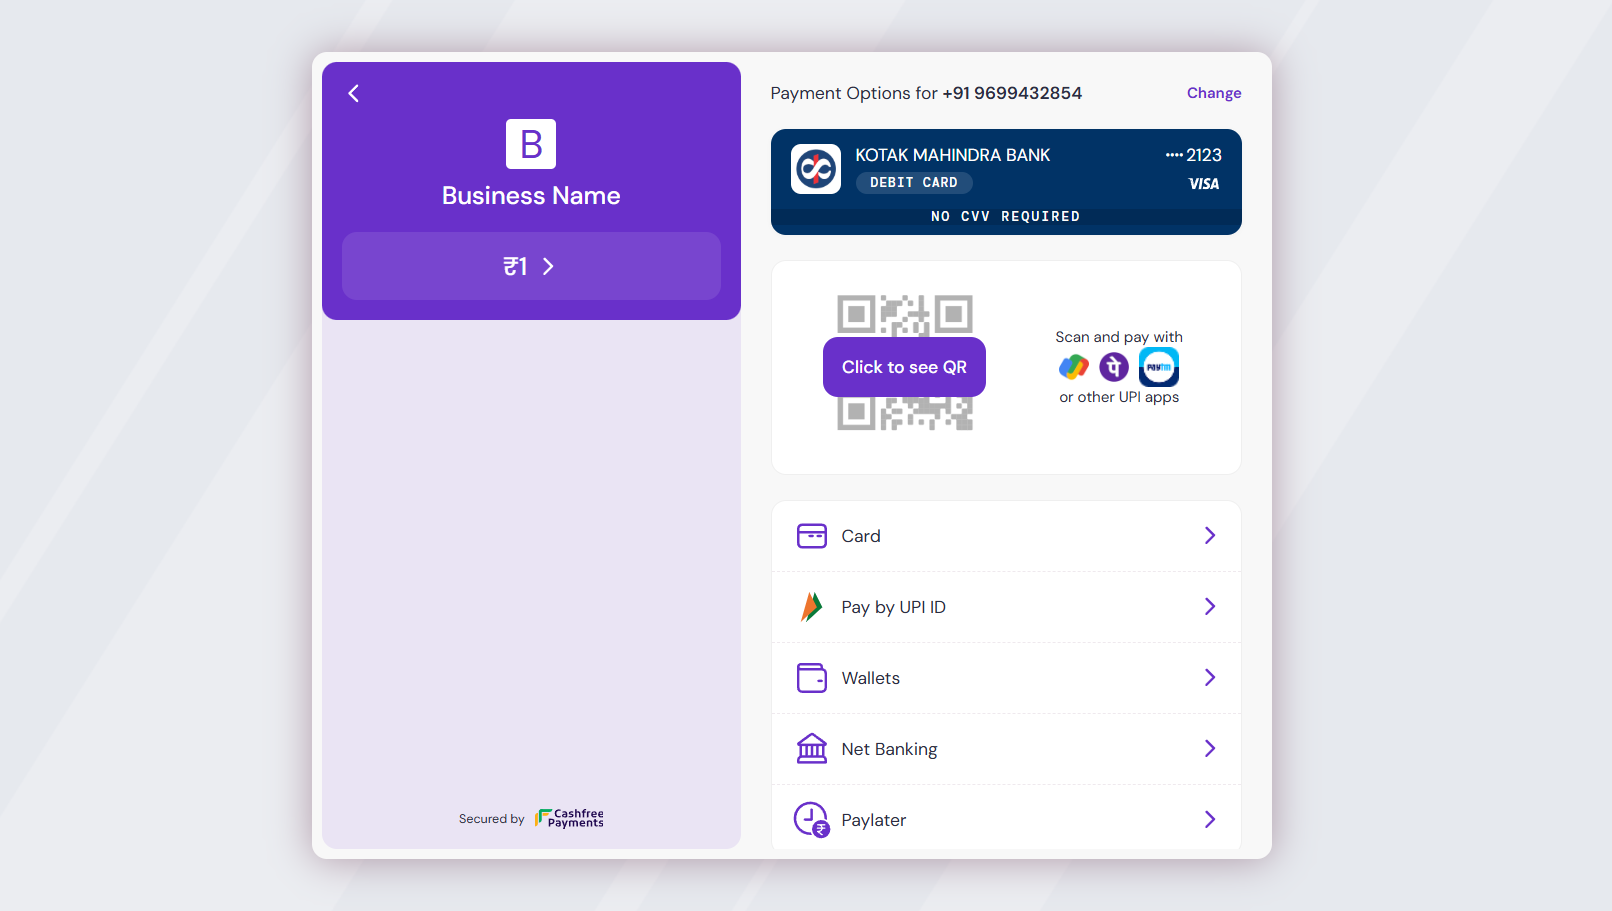 B
Business Name
₹1
Secured by Cashfree Payments
Payment Options for +91 9699432854
Change
KOTAK MAHINDRA BANK
•••• 2123
DEBIT CARD
VISA
NO CVV REQUIRED
Click to see QR
Scan and pay with
पे
paytm
or other UPI apps
Card
Pay by UPI ID
Wallets
Net Banking
₹
Paylater